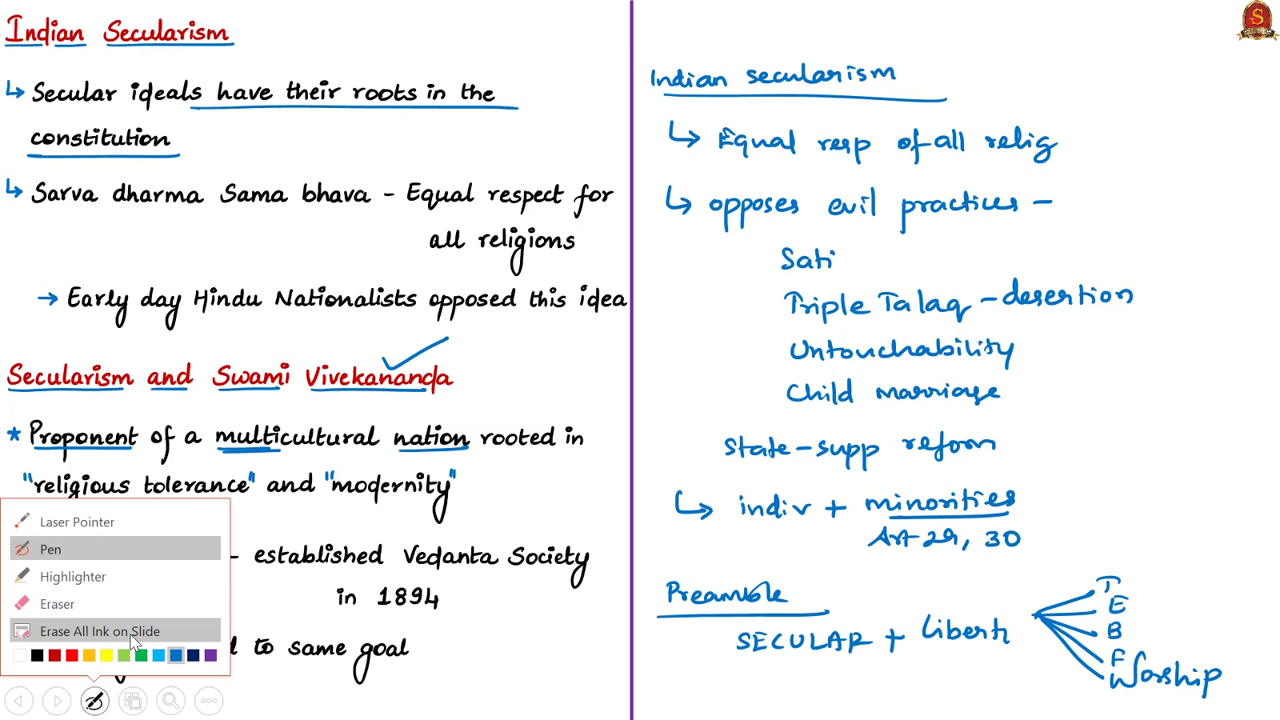 Indian Secularism
↳ Secular ideals have their roots in the
constitution
↳ Sarva dharma Sama bhava - Equal respect for
all religions
→ Early day Hindu Nationalists opposed this idea
Secularism and Swami Vivekananda
* Proponent of a multicultural nation rooted in
"religious tolerance" and "modernity"
- established Vedanta Society
in 1894
to same goal
Laser Pointer
Pen
Highlighter
Eraser
Erase All Ink on Slide
S
Indian secularism
↳ Equal resp of all relig
↳ opposes evil practices -
Sati
Triple Talaq - desertion
Untouchability
Child marriage
State-supp reform
↳ indiv + minorities
Art 29, 30
Preamble
SECULAR + Liberty
T
E
B
F
Worship